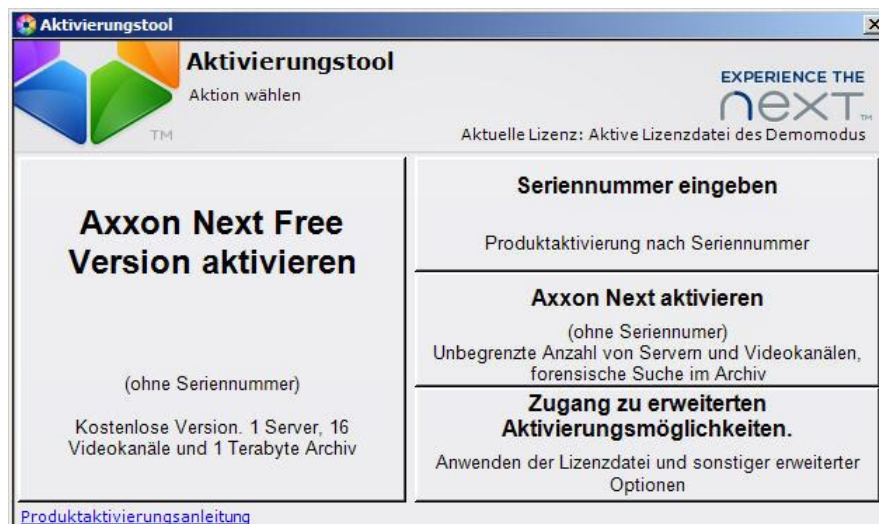 Aktivierungstool
Aktivierungstool
Aktion wählen
TM
EXPERIENCE THE
next TM
Aktuelle Lizenz: Aktive Lizenzdatei des Demomodus
Axxon Next Free
Version aktivieren
(ohne Seriennummer)
Kostenlose Version. 1 Server, 16
Videokanäle und 1 Terabyte Archiv
Seriennummer eingeben
Produktaktivierung nach Seriennummer
Axxon Next aktivieren
(ohne Seriennumer)
Unbegrenzte Anzahl von Servern und Videokanälen,
forensische Suche im Archiv
Zugang zu erweiterten
Aktivierungsmöglichkeiten.
Anwenden der Lizenzdatei und sonstiger erweiterter
Optionen
Produktaktivierungsanleitung